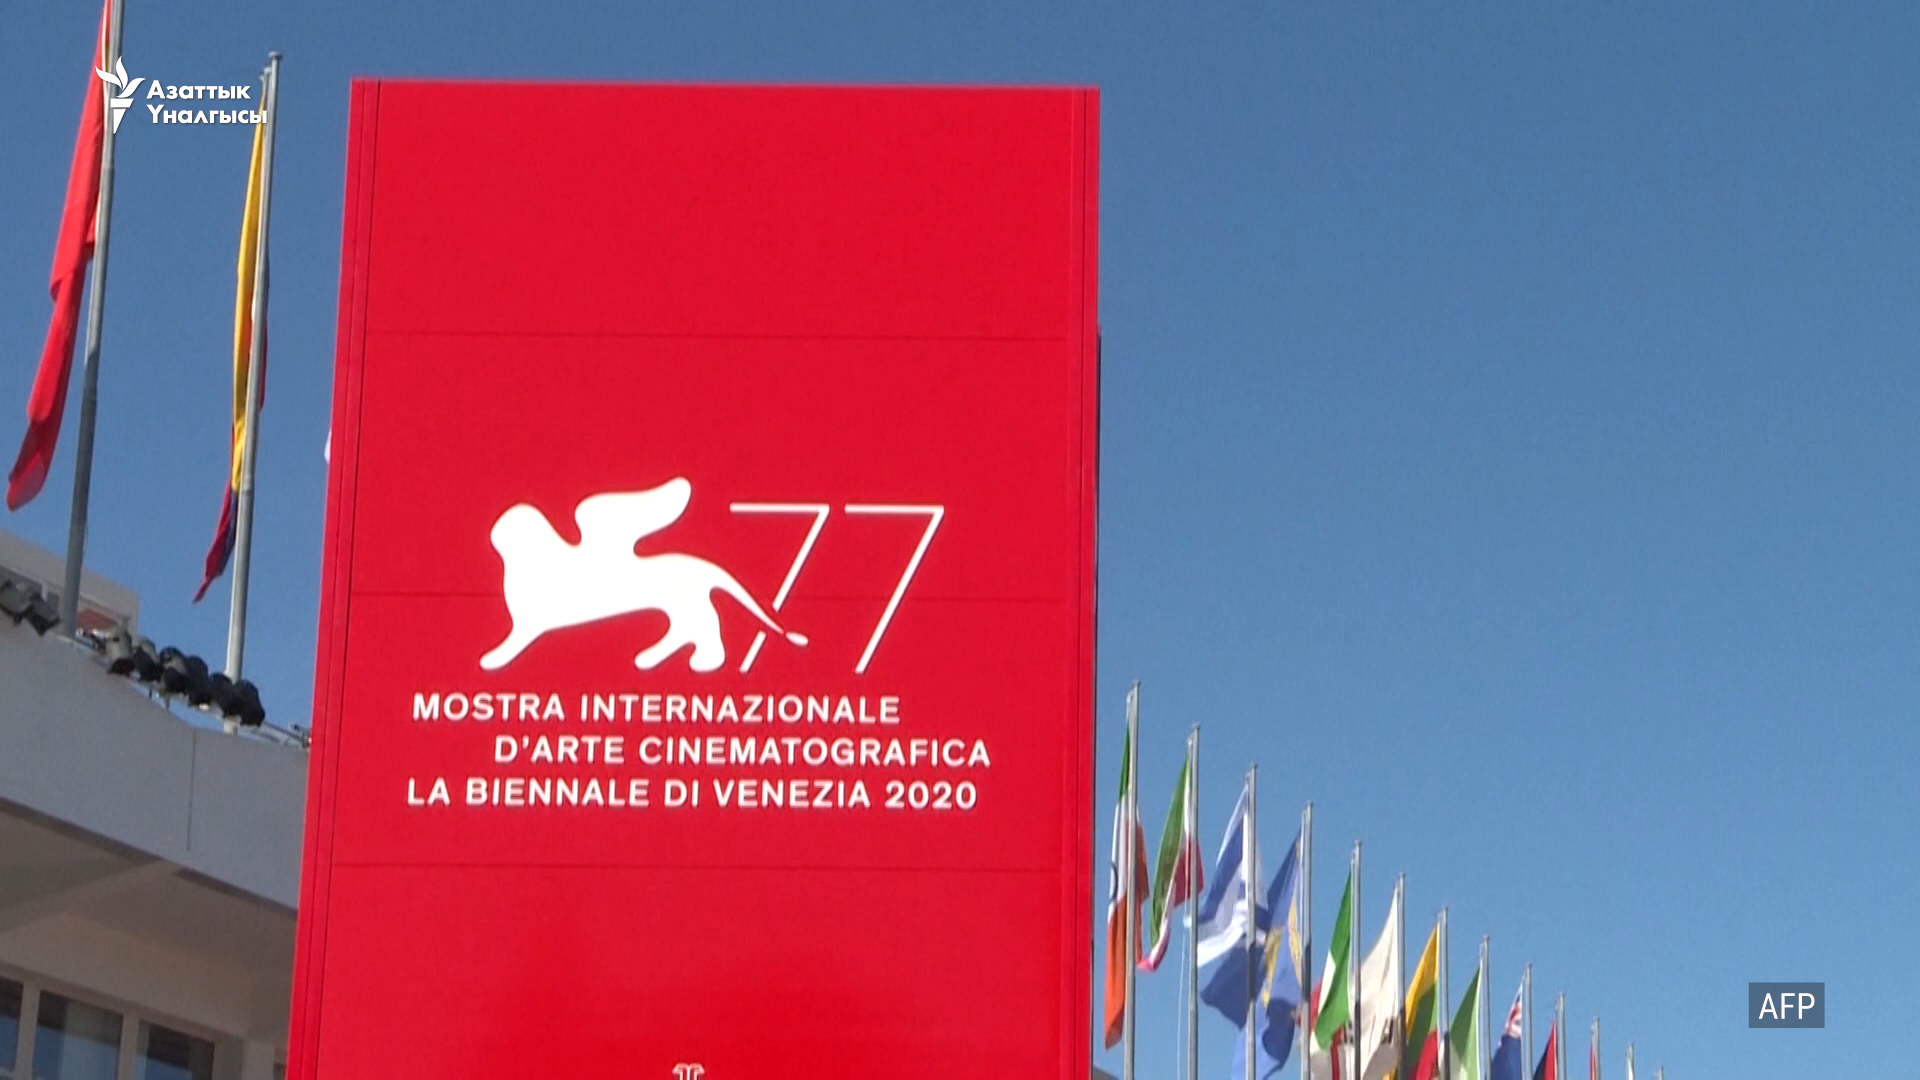 Азаттык
Үналгысы
77
MOSTRA INTERNAZIONALE
D'ARTE CINEMATOGRAFICA
LA BIENNALE DI VENEZIA 2020
AFP